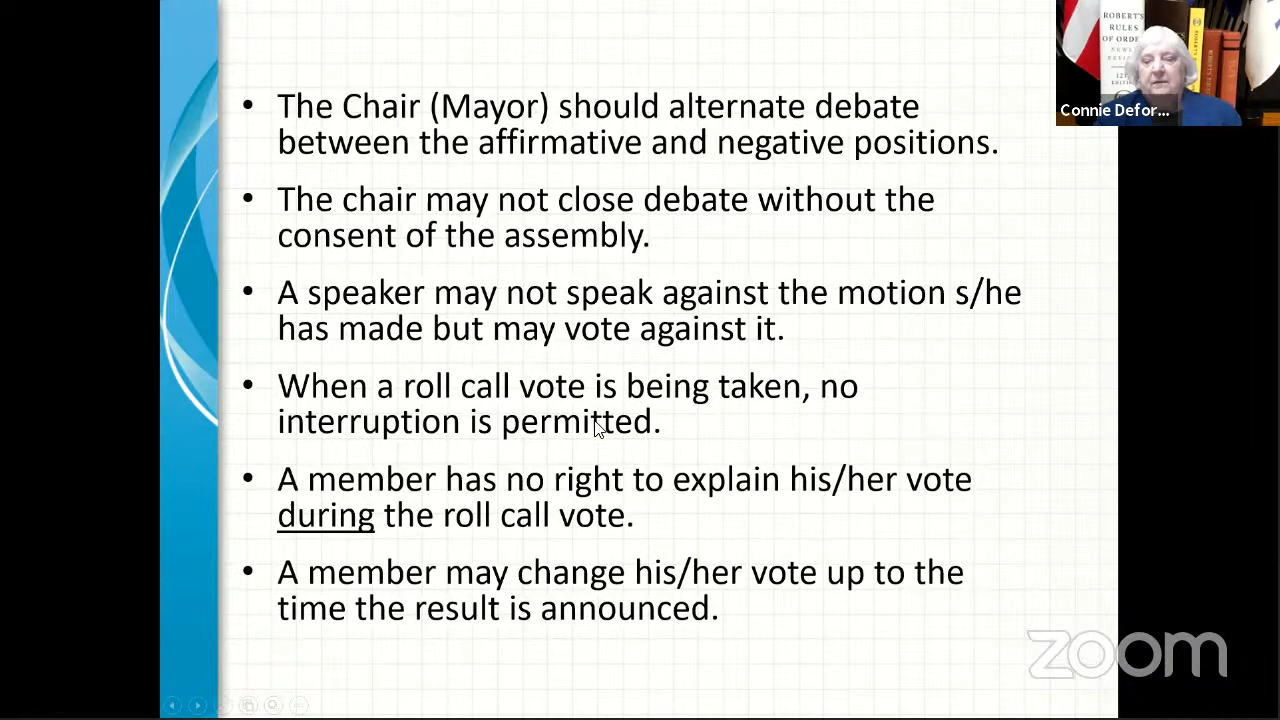 • The Chair (Mayor) should alternate debate
between the affirmative and negative positions.
• The chair may not close debate without the
consent of the assembly.
• A speaker may not speak against the motion s/he
has made but may vote against it.
• When a roll call vote is being taken, no
interruption is permitted.
• A member has no right to explain his/her vote
during the roll call vote.
• A member may change his/her vote up to the
time the result is announced.
ROBERT'S
RULES
OF ORDER
Connie Defor...
zoom